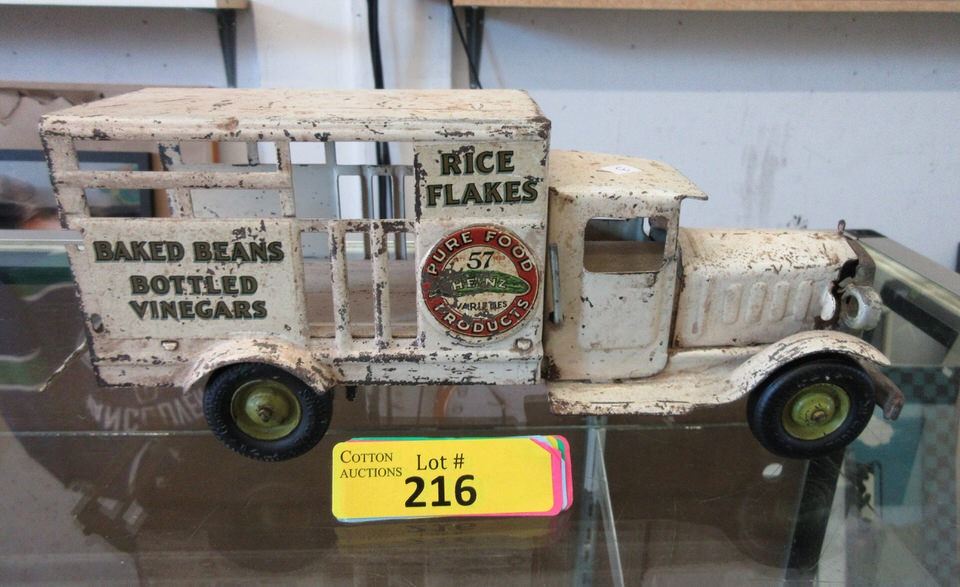 RICE
FLAKES
BAKED BEANS
BOTTLED
VINEGARS
PURE FOOD
57
HEINZ
VARIETIES
PRODUCTS
COTTON
AUCTIONS
Lot #
216